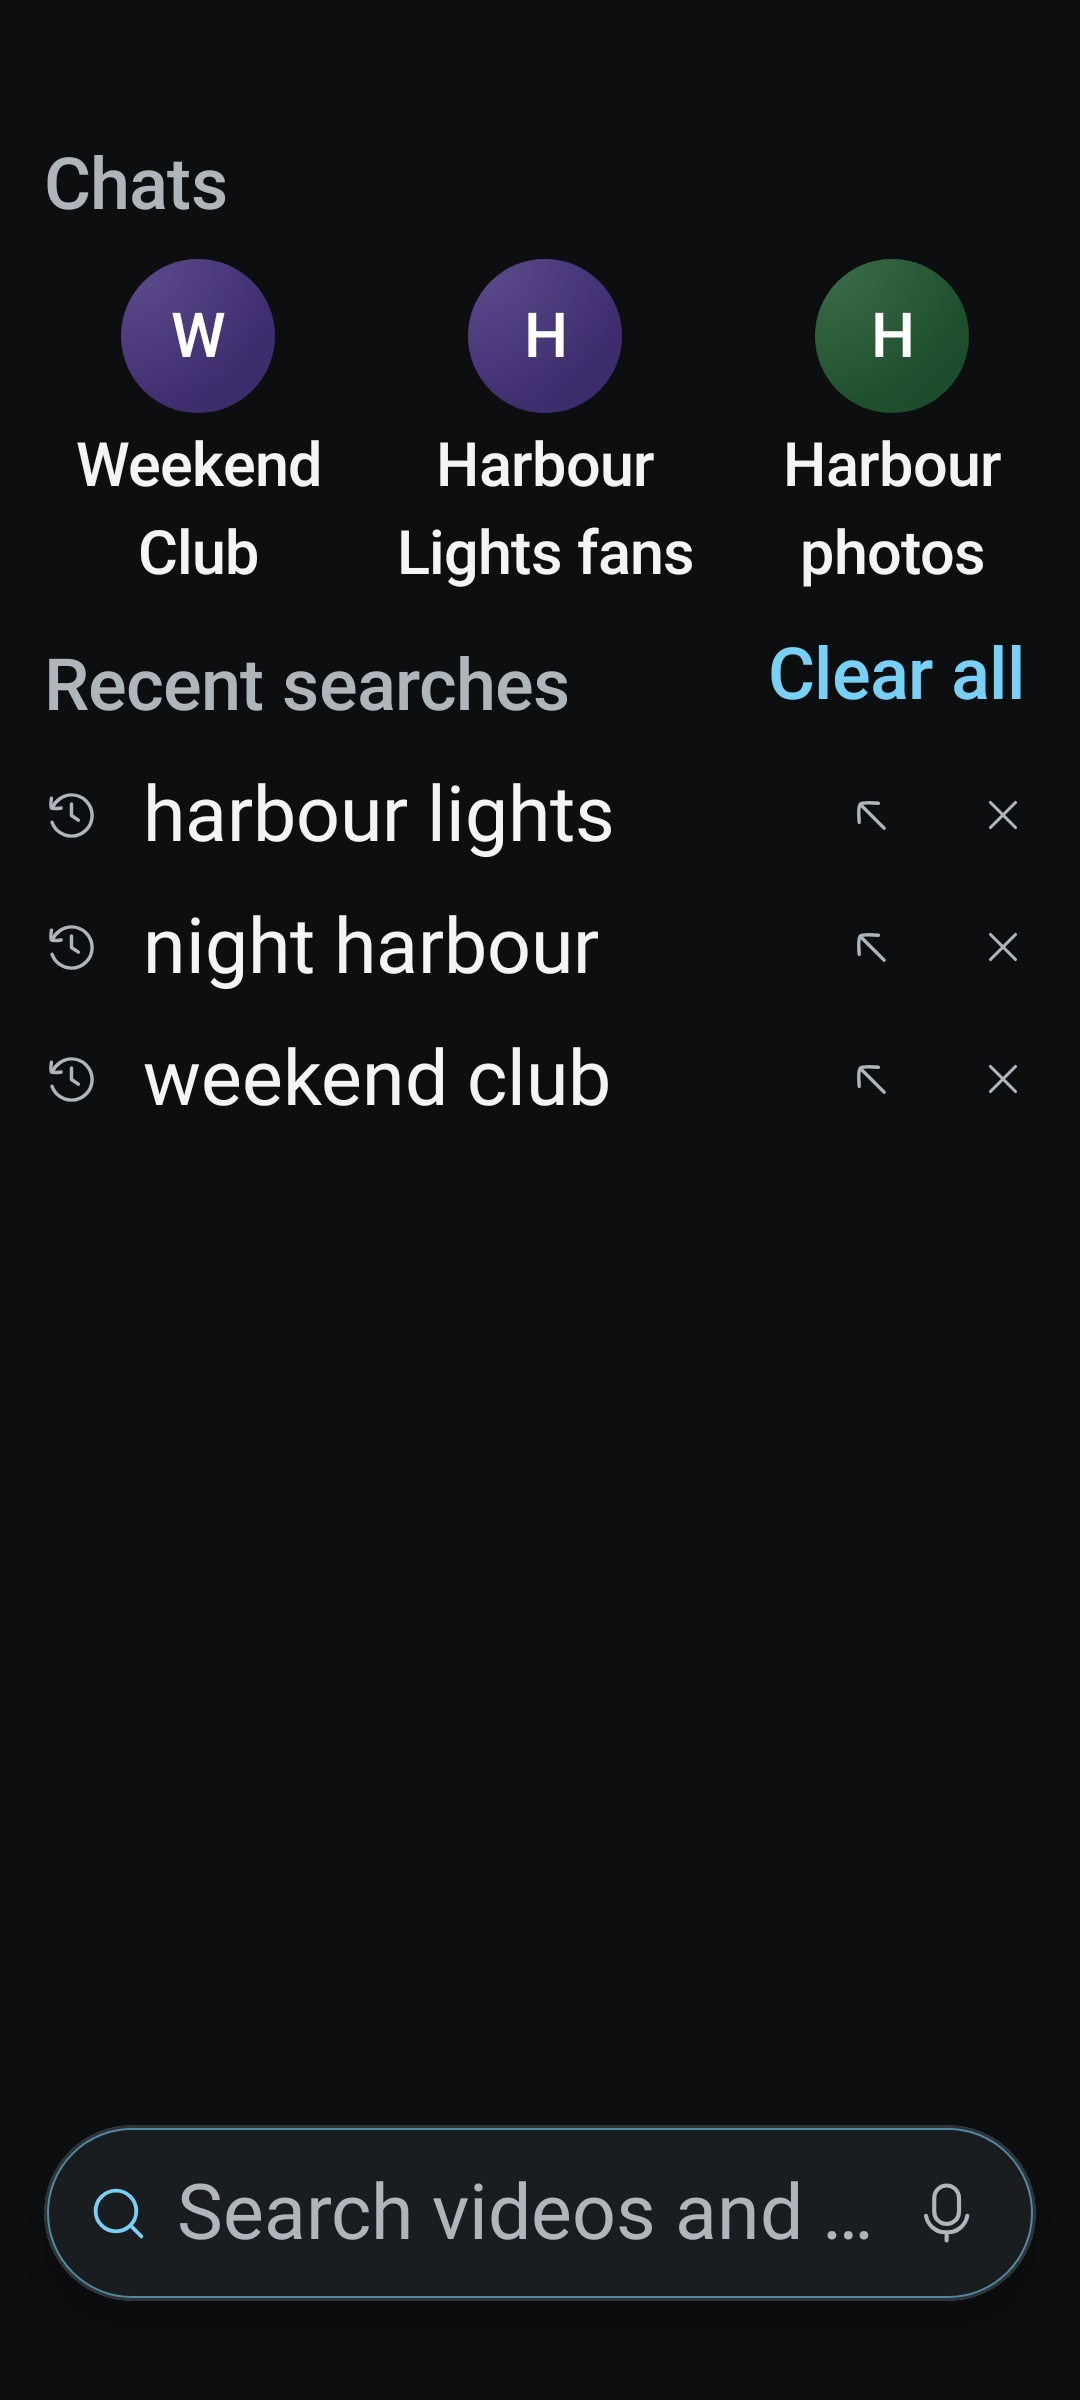 Chats
W
H
H
Weekend
Club
Harbour
Lights fans
Harbour
photos
Recent searches
Clear all
harbour lights
night harbour
weekend club
Search videos and …